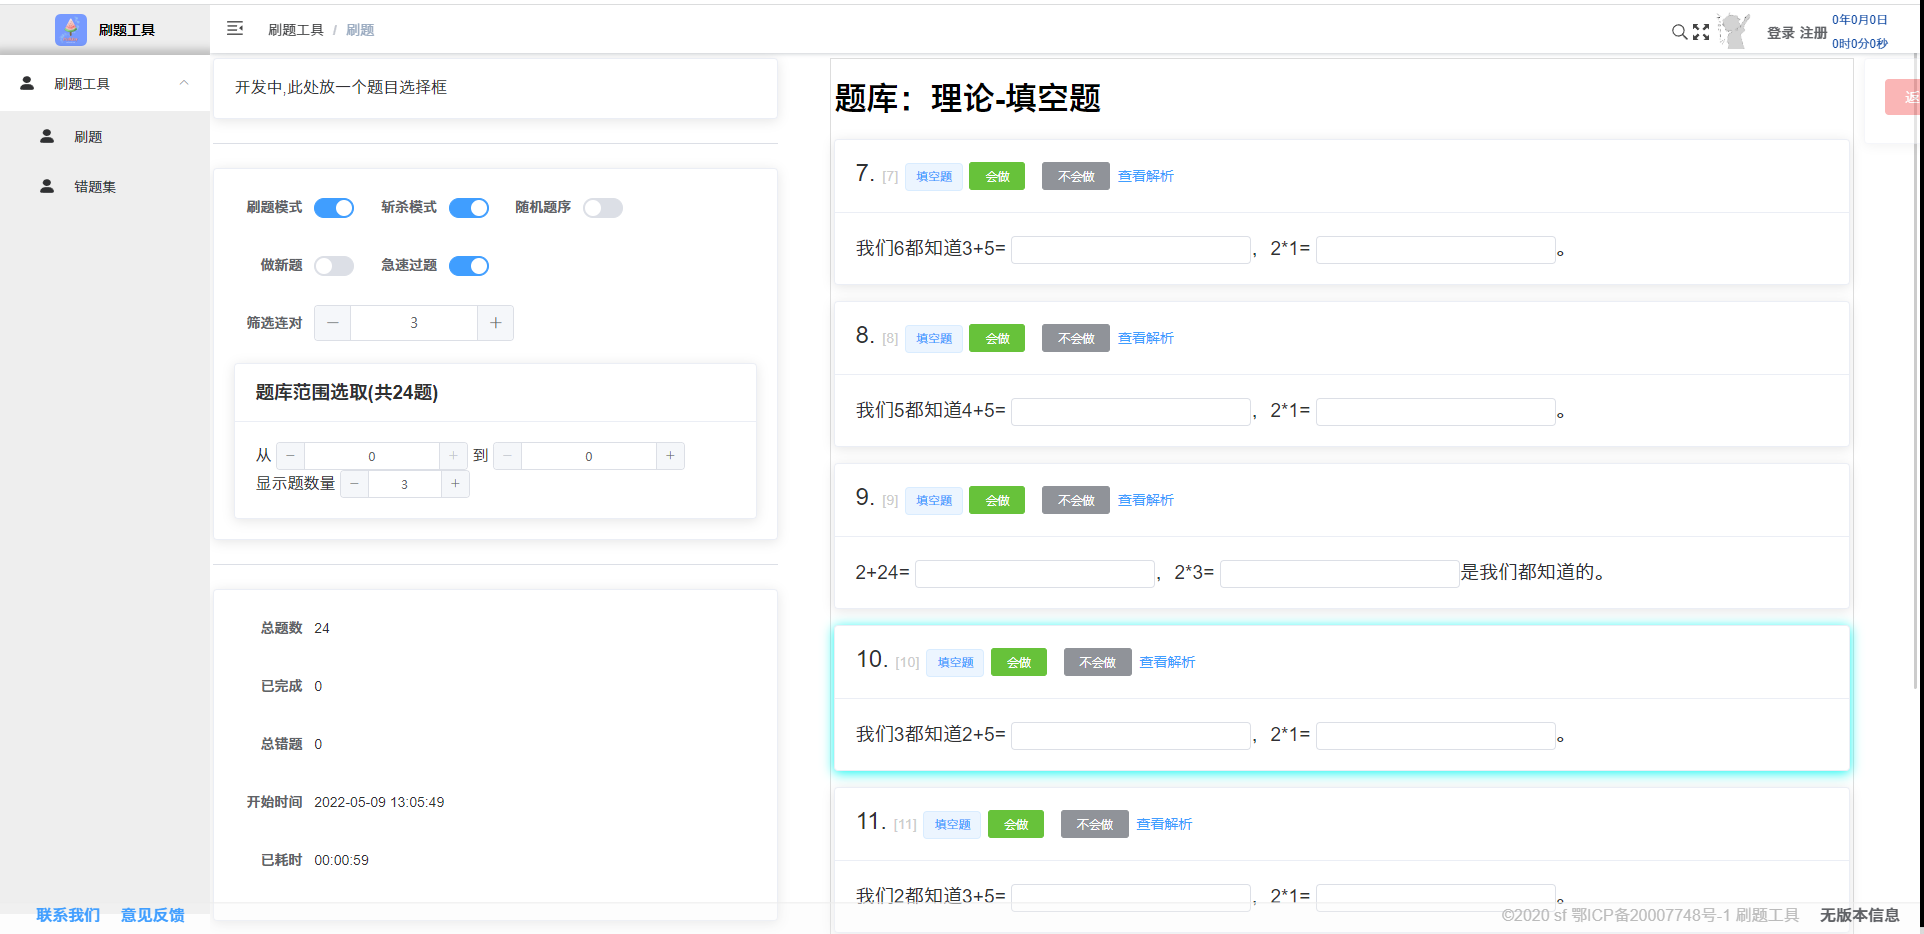 刷题工具
刷题工具 / 刷题
登录 注册
0年0月0日
0时0分0秒
刷题工具
刷题
错题集
联系我们 意见反馈
开发中,此处放一个题目选择框
刷题模式 斩杀模式 随机题序
做新题 急速过题
筛选连对 － 3 ＋
题库范围选取(共24题)
从 － 0 ＋ 到 － 0 ＋
显示题数量 － 3 ＋
总题数 24
已完成 0
总错题 0
开始时间 2022-05-09 13:05:49
已耗时 00:00:59
题库：理论-填空题
7. [7] 填空题 会做 不会做 查看解析
我们6都知道3+5= ，2*1= 。
8. [8] 填空题 会做 不会做 查看解析
我们5都知道4+5= ，2*1= 。
9. [9] 填空题 会做 不会做 查看解析
2+24= ，2*3= 是我们都知道的。
10. [10] 填空题 会做 不会做 查看解析
我们3都知道2+5= ，2*1= 。
11. [11] 填空题 会做 不会做 查看解析
我们2都知道3+5= ，2*1= 。
返
©2020 sf 鄂ICP备20007748号-1 刷题工具 无版本信息